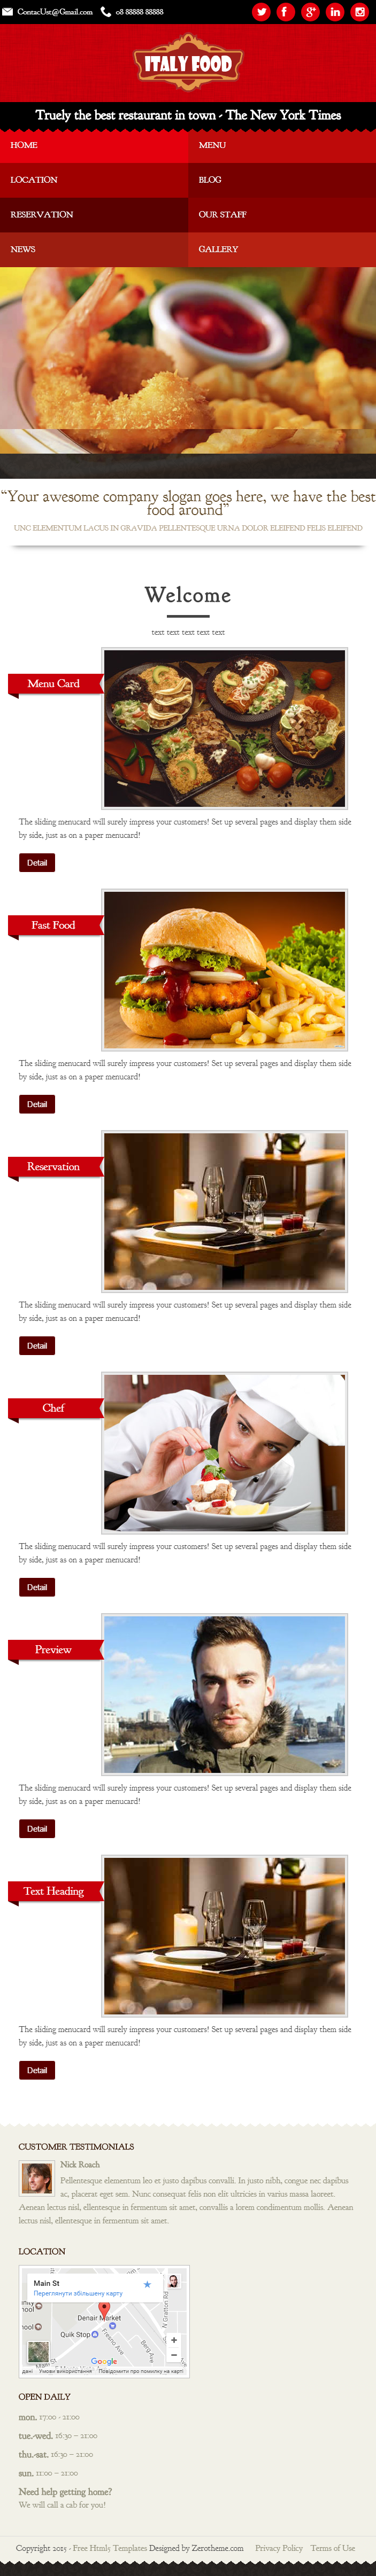 ContacUst@Gmail.com 08 88888 88888
ITALY FOOD
Truely the best restaurant in town - The New York Times
HOME
MENU
LOCATION
BLOG
RESERVATION
OUR STAFF
NEWS
GALLERY
“Your awesome company slogan goes here, we have the best
food around”
UNC ELEMENTUM LACUS IN GRAVIDA PELLENTESQUE URNA DOLOR ELEIFEND FELIS ELEIFEND
Welcome
text text text text text
Menu Card
The sliding menucard will surely impress your customers! Set up several pages and display them side
by side, just as on a paper menucard!
Detail
Fast Food
The sliding menucard will surely impress your customers! Set up several pages and display them side
by side, just as on a paper menucard!
Detail
Reservation
The sliding menucard will surely impress your customers! Set up several pages and display them side
by side, just as on a paper menucard!
Detail
Chef
The sliding menucard will surely impress your customers! Set up several pages and display them side
by side, just as on a paper menucard!
Detail
Preview
The sliding menucard will surely impress your customers! Set up several pages and display them side
by side, just as on a paper menucard!
Detail
Text Heading
The sliding menucard will surely impress your customers! Set up several pages and display them side
by side, just as on a paper menucard!
Detail
CUSTOMER TESTIMONIALS
Nick Roach
Pellentesque elementum leo et justo dapibus convalli. In justo nibh, congue nec dapibus
ac, placerat eget sem. Nunc consequat felis non elit ultricies in varius massa laoreet.
Aenean lectus nisl, ellentesque in fermentum sit amet, convallis a lorem condimentum mollis. Aenean
lectus nisl, ellentesque in fermentum sit amet.
LOCATION
Main St
Переглянути збільшену карту
Denair Market
Quik Stop
Fresno Ave
Berg Ave
N Gratton Rd
Google
дані Умови використання Повідомити про помилку на карті
OPEN DAILY
mon. 17:00 - 21:00
tue.-wed. 16:30 – 21:00
thu.-sat. 16:30 – 21:00
sun. 11:00 – 21:00
Need help getting home?
We will call a cab for you!
Copyright 2015 - Free Html5 Templates Designed by Zerotheme.com Privacy Policy Terms of Use